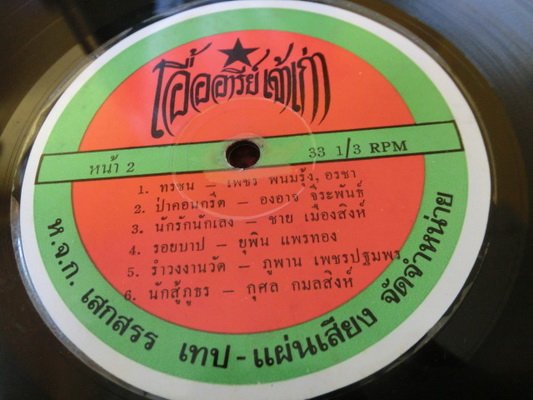 เอื้ออารีย์ เจ้าเก่า
หน้า 2
33 1/3 RPM
1. ทรชน – เพชร พนมรุ้ง, อรชา
2. ป่าคอนกรีต – องอาจ จีระพันธ์
3. นักรักนักเลง – ชาย เมืองสิงห์
4. รอยบาป – ยุพิน แพรทอง
5. รำวงงานวัด – ภูพาน เพชรปฐมพร
6. นักสู้ภูธร – กุศล กมลสิงห์
ห.จ.ก. เสกสรร เทป - แผ่นเสียง จัดจำหน่าย